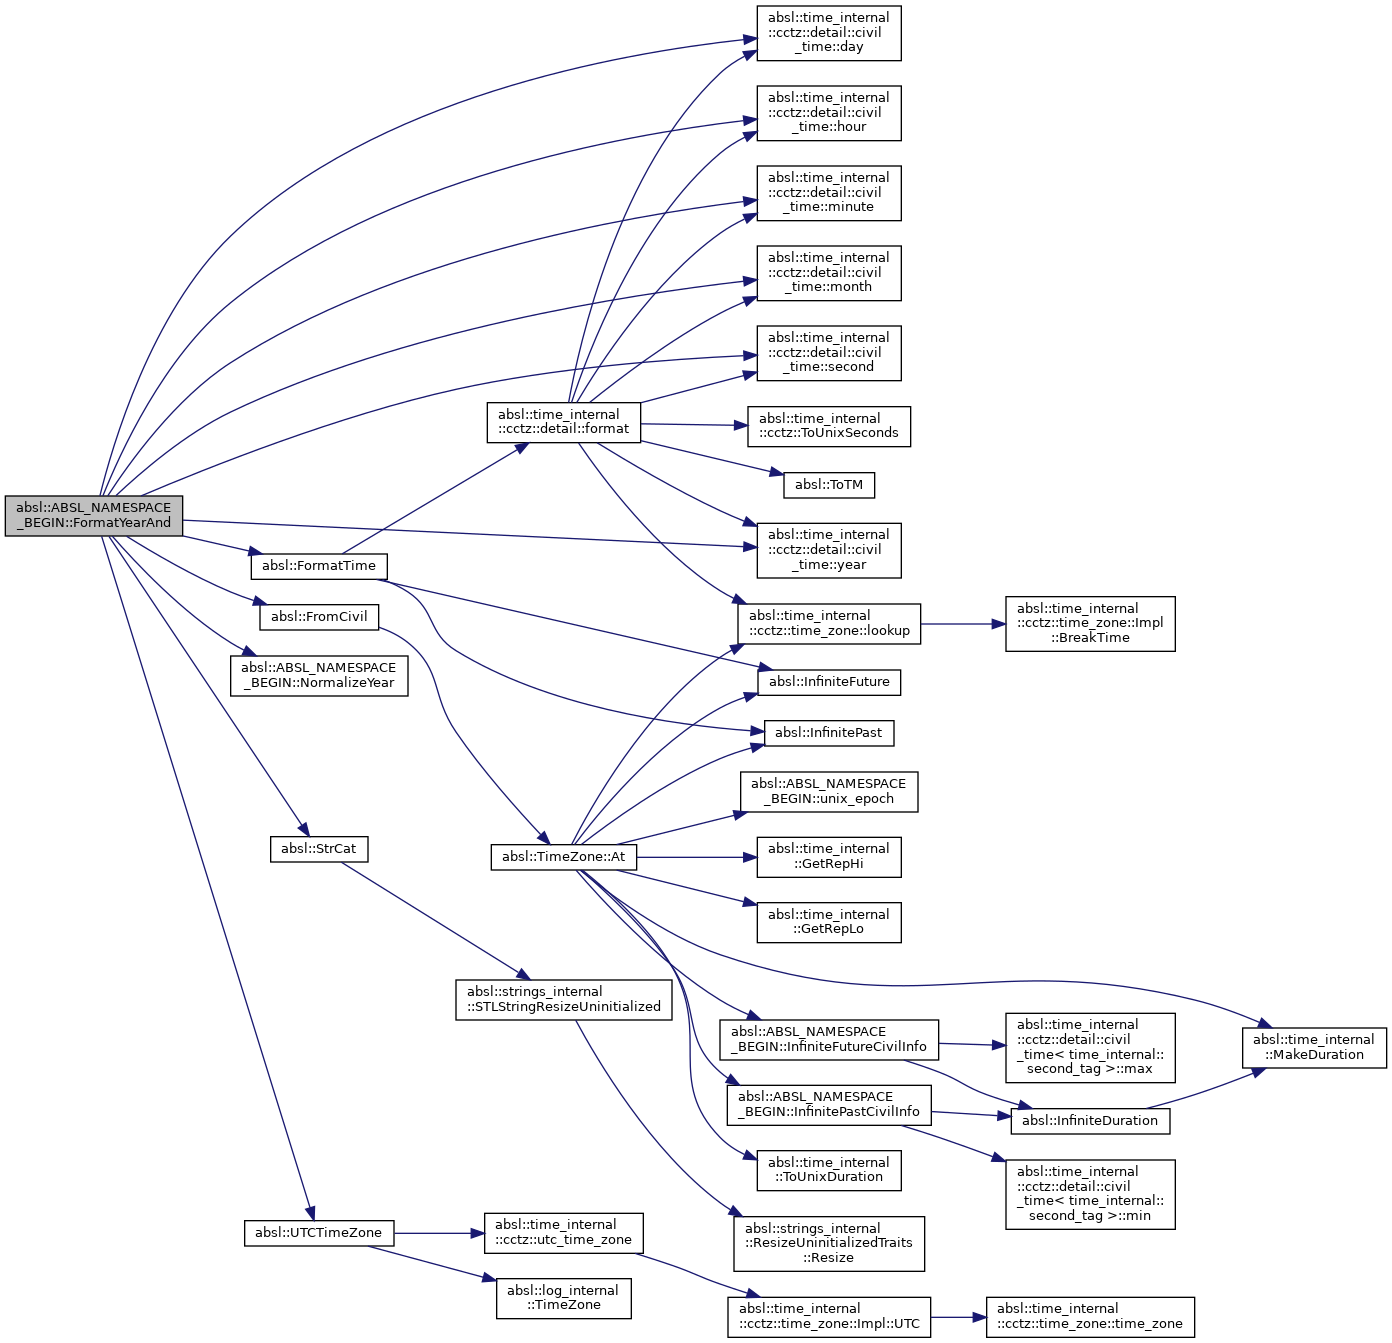 absl::time_internal
::cctz::detail::civil
_time::day
absl::time_internal
::cctz::detail::civil
_time::hour
absl::time_internal
::cctz::detail::civil
_time::minute
absl::time_internal
::cctz::detail::civil
_time::month
absl::time_internal
::cctz::detail::civil
_time::second
absl::time_internal
::cctz::detail::format
absl::time_internal
::cctz::ToUnixSeconds
absl::ToTM
absl::ABSL_NAMESPACE
_BEGIN::FormatYearAnd
absl::time_internal
::cctz::detail::civil
_time::year
absl::FormatTime
absl::FromCivil
absl::time_internal
::cctz::time_zone::lookup
absl::time_internal
::cctz::time_zone::Impl
::BreakTime
absl::ABSL_NAMESPACE
_BEGIN::NormalizeYear
absl::InfiniteFuture
absl::InfinitePast
absl::ABSL_NAMESPACE
_BEGIN::unix_epoch
absl::StrCat
absl::TimeZone::At
absl::time_internal
::GetRepHi
absl::time_internal
::GetRepLo
absl::strings_internal
::STLStringResizeUninitialized
absl::ABSL_NAMESPACE
_BEGIN::InfiniteFutureCivilInfo
absl::time_internal
::cctz::detail::civil
_time< time_internal::
second_tag >::max
absl::time_internal
::MakeDuration
absl::ABSL_NAMESPACE
_BEGIN::InfinitePastCivilInfo
absl::InfiniteDuration
absl::time_internal
::ToUnixDuration
absl::time_internal
::cctz::detail::civil
_time< time_internal::
second_tag >::min
absl::UTCTimeZone
absl::time_internal
::cctz::utc_time_zone
absl::strings_internal
::ResizeUninitializedTraits
::Resize
absl::log_internal
::TimeZone
absl::time_internal
::cctz::time_zone::Impl::UTC
absl::time_internal
::cctz::time_zone::time_zone